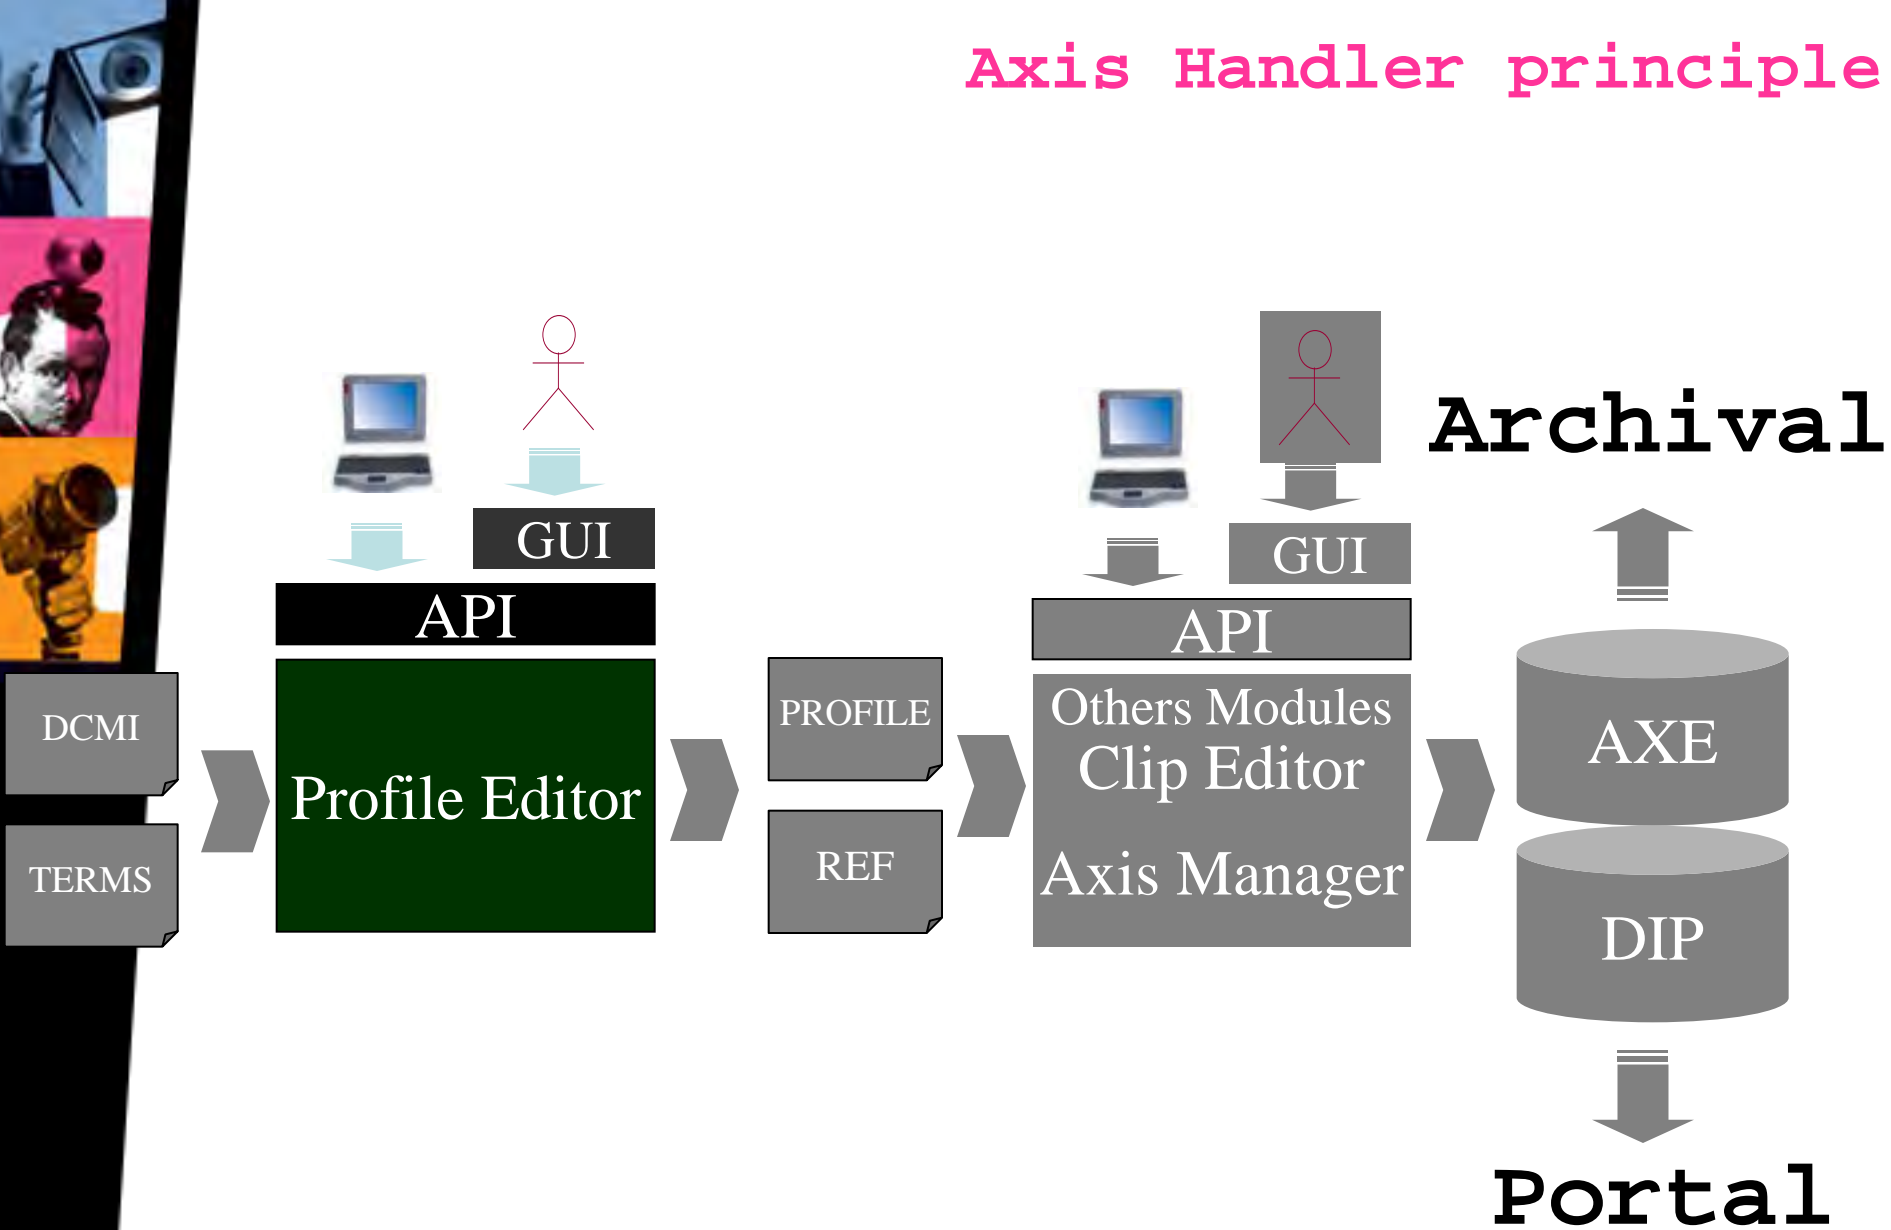 Axis Handler principle
GUI
API
DCMI
TERMS
Profile Editor
PROFILE
REF
GUI
API
Others Modules
Clip Editor
Axis Manager
Archival
AXE
DIP
Portal